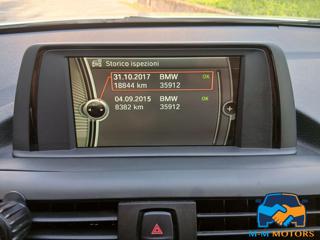 Storico ispezioni
31.10.2017 BMW OK
18844 km 35912
04.09.2015 BMW OK
8382 km 35912
M&M MOTORS